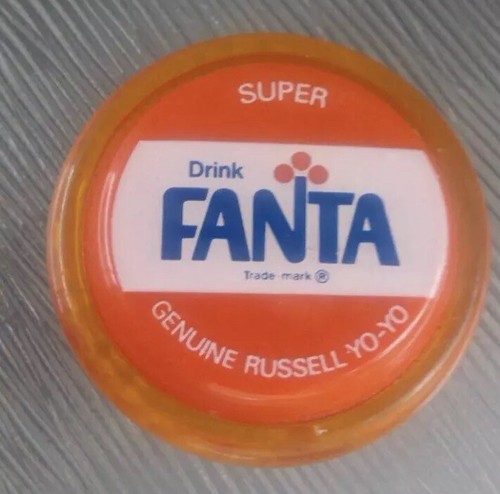 SUPER
Drink
FANTA
Trade-mark ®
GENUINE RUSSELL YO-YO